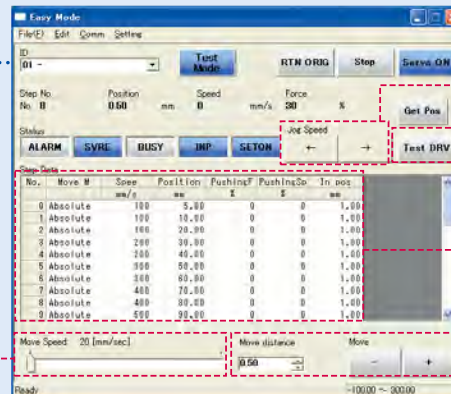 Easy Mode
File(F) Edit Comm Setting
ID
01 - Test Mode RTN ORIG Stop Servo ON
Step No. Position Speed Force
No. 0 0.50 mm 0 mm/s 30 % Get Pos
Status Jog Speed
ALARM SVRE BUSY INP SETON ← → Test DRV
Step Data
No. Move M Spee Position PushingF PushingSp In pos
mm/s mm % % mm
0 Absolute 100 5.00 0 0 1.00
1 Absolute 100 10.00 0 0 1.00
2 Absolute 100 20.00 0 0 1.00
3 Absolute 200 30.00 0 0 1.00
4 Absolute 200 40.00 0 0 1.00
5 Absolute 300 50.00 0 0 1.00
6 Absolute 300 60.00 0 0 1.00
7 Absolute 400 70.00 0 0 1.00
8 Absolute 400 80.00 0 0 1.00
9 Absolute 500 90.00 0 0 1.00
Move Speed: 20 [mm/sec] Move distance Move
0.50 - +
Ready -100.00 ~ 300.00